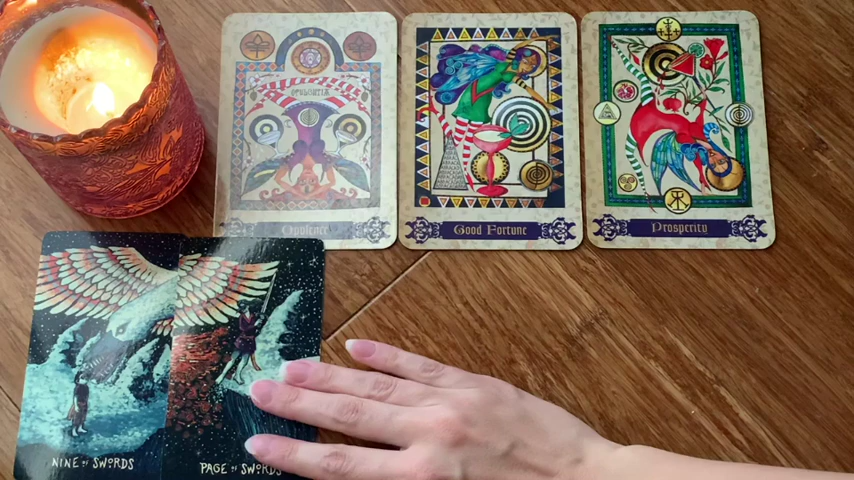 Opulence
Good Fortune
Prosperity
NINE of SWORDS
PAGE of SWORDS